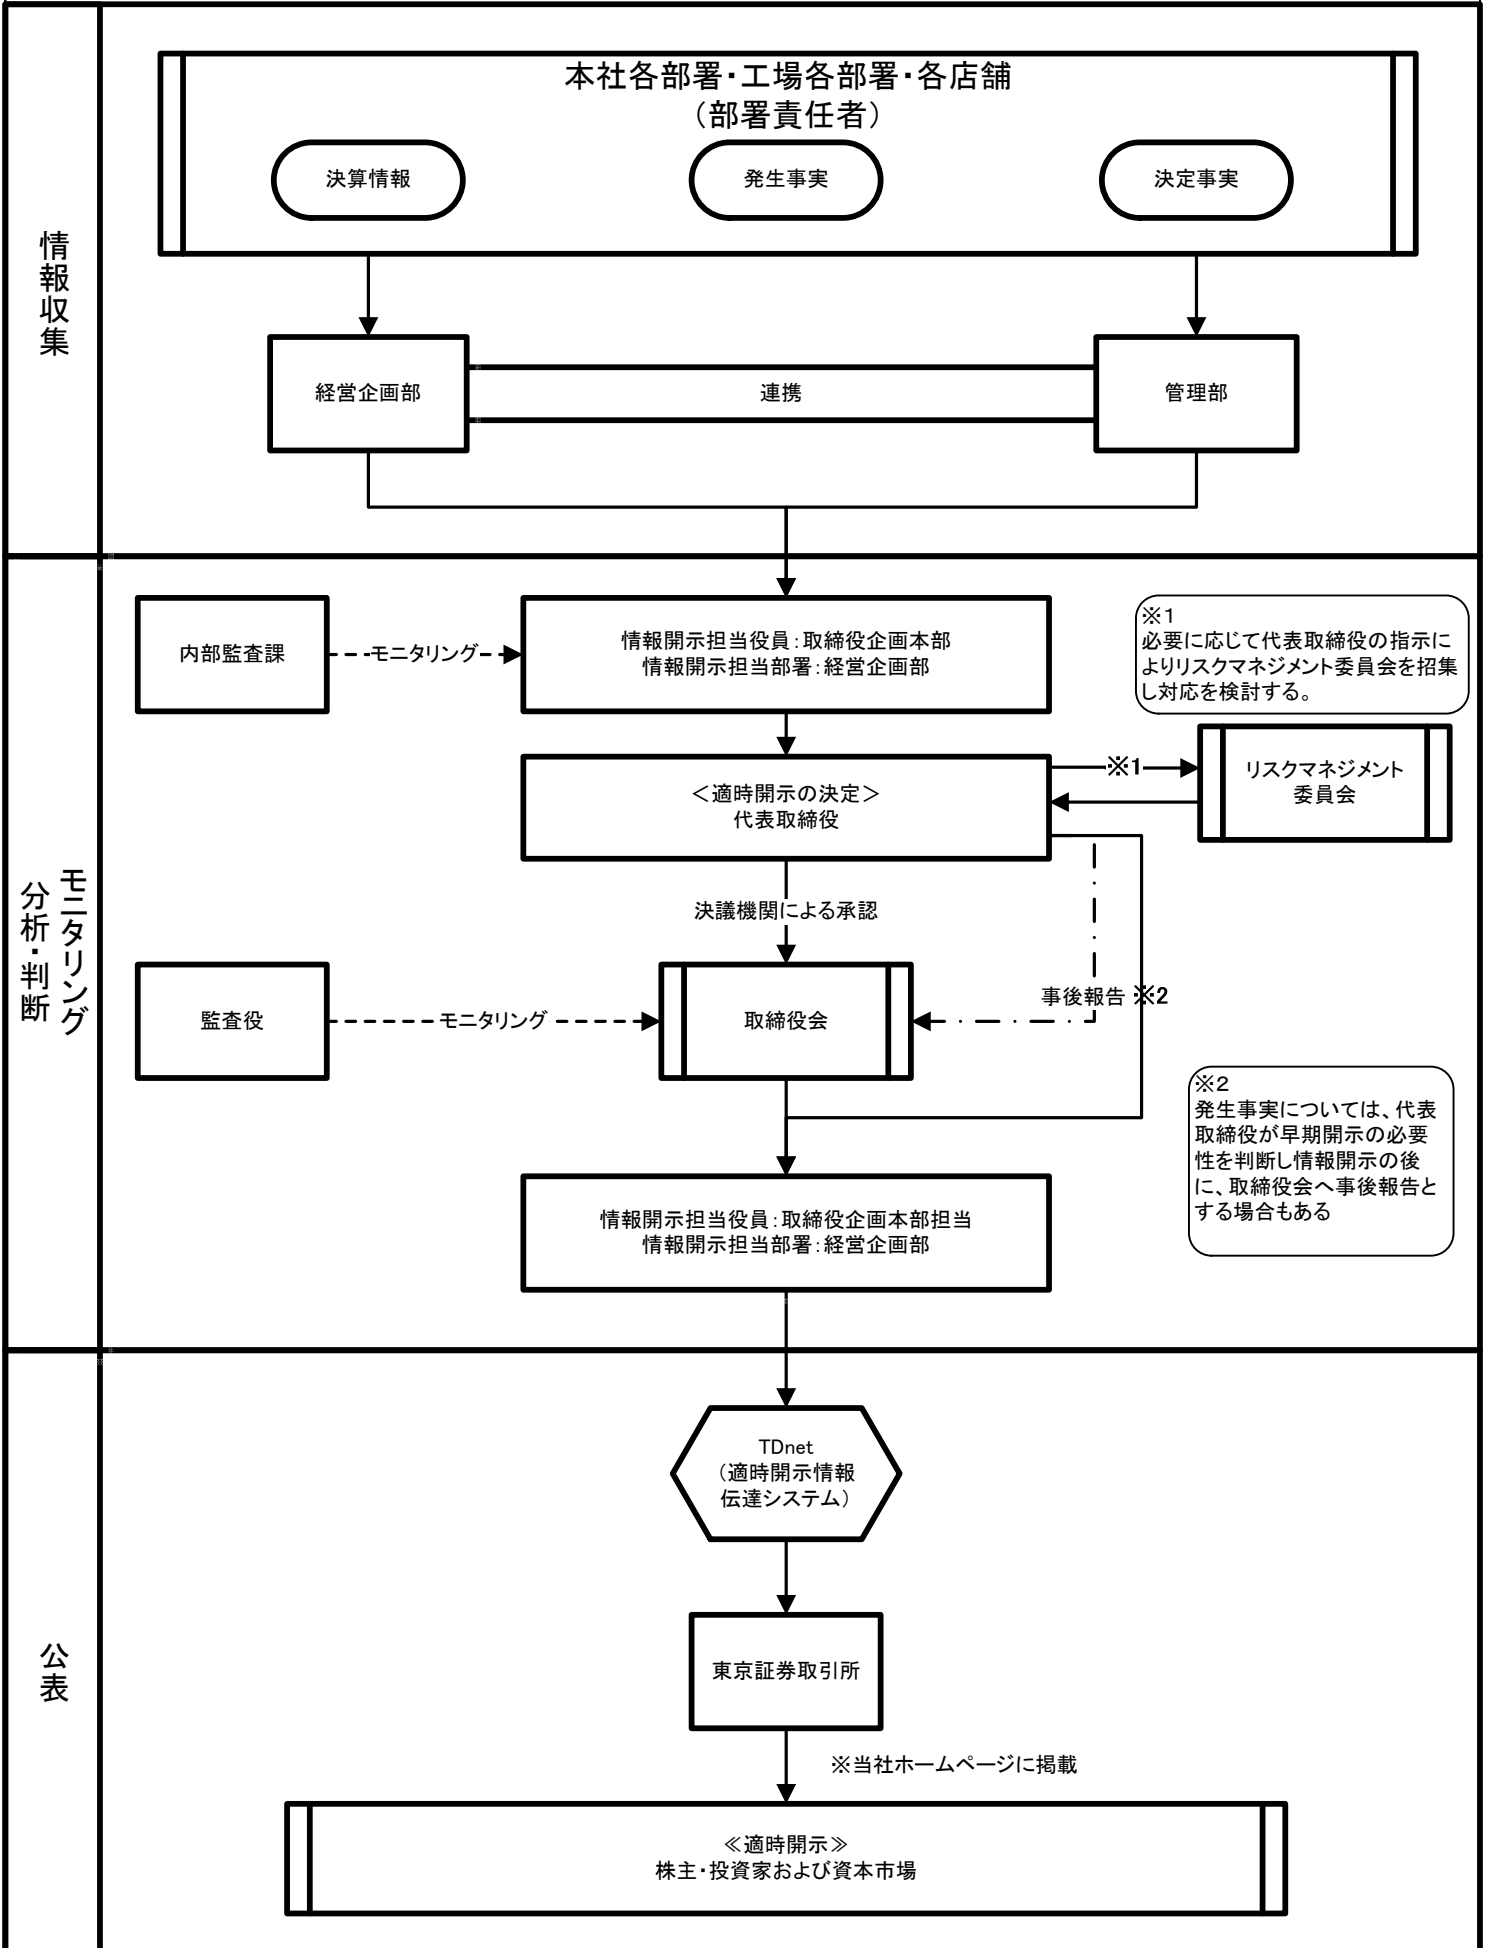 情報収集
本社各部署・工場各部署・各店舗
（部署責任者）
決算情報
発生事実
決定事実
経営企画部
連携
管理部
モニタリング
分析・判断
内部監査課
モニタリング
情報開示担当役員：取締役企画本部
情報開示担当部署：経営企画部
※１
必要に応じて代表取締役の指示に
よりリスクマネジメント委員会を招集
し対応を検討する。
＜適時開示の決定＞
代表取締役
※1
リスクマネジメント
委員会
決議機関による承認
監査役
モニタリング
取締役会
事後報告 ※2
※２
発生事実については、代表
取締役が早期開示の必要
性を判断し情報開示の後
に、取締役会へ事後報告と
する場合もある
情報開示担当役員：取締役企画本部担当
情報開示担当部署：経営企画部
公表
TDnet
（適時開示情報
伝達システム）
東京証券取引所
※当社ホームページに掲載
≪適時開示≫
株主・投資家および資本市場